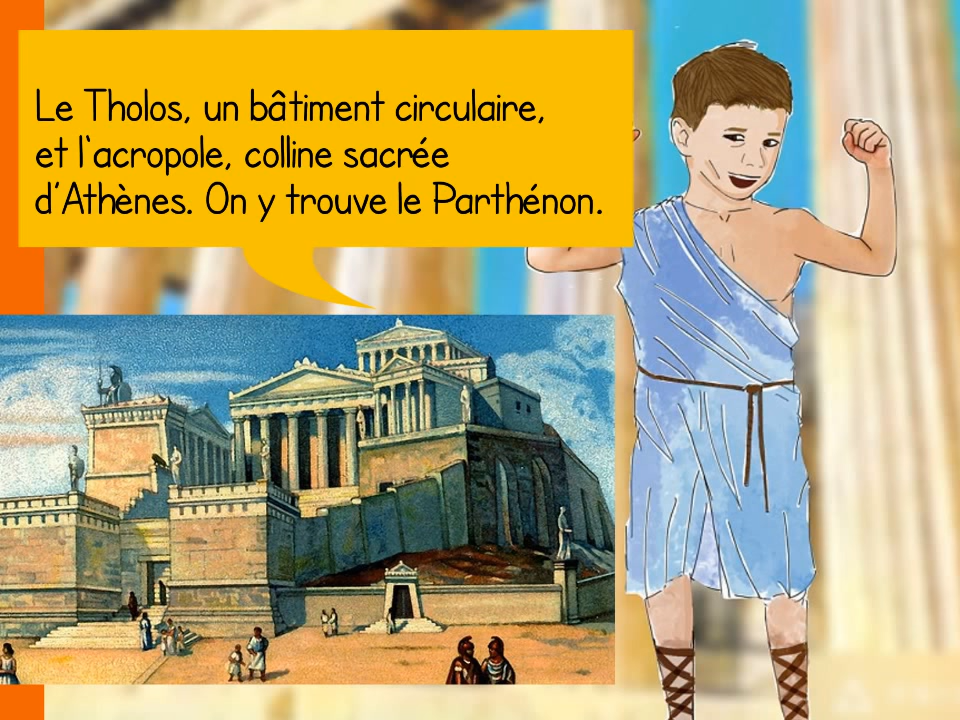 Le Tholos, un bâtiment circulaire,
et l'acropole, colline sacrée
d'Athènes. On y trouve le Parthénon.